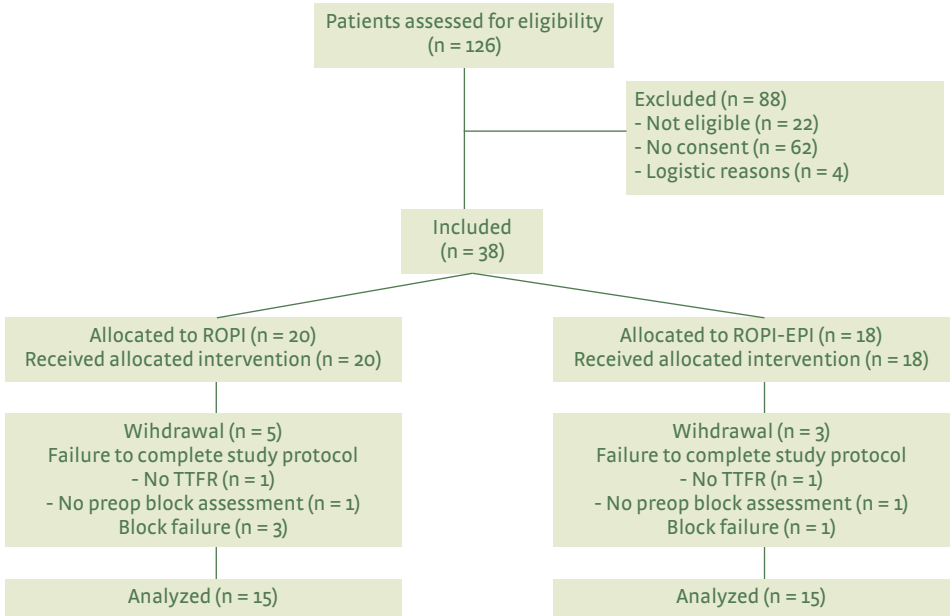 Patients assessed for eligibility
(n = 126)
Excluded (n = 88)
- Not eligible (n = 22)
- No consent (n = 62)
- Logistic reasons (n = 4)
Included
(n = 38)
Allocated to ROPI (n = 20)
Received allocated intervention (n = 20)
Allocated to ROPI-EPI (n = 18)
Received allocated intervention (n = 18)
Wihdrawal (n = 5)
Failure to complete study protocol
- No TTFR (n = 1)
- No preop block assessment (n = 1)
Block failure (n = 3)
Wihdrawal (n = 3)
Failure to complete study protocol
- No TTFR (n = 1)
- No preop block assessment (n = 1)
Block failure (n = 1)
Analyzed (n = 15)
Analyzed (n = 15)